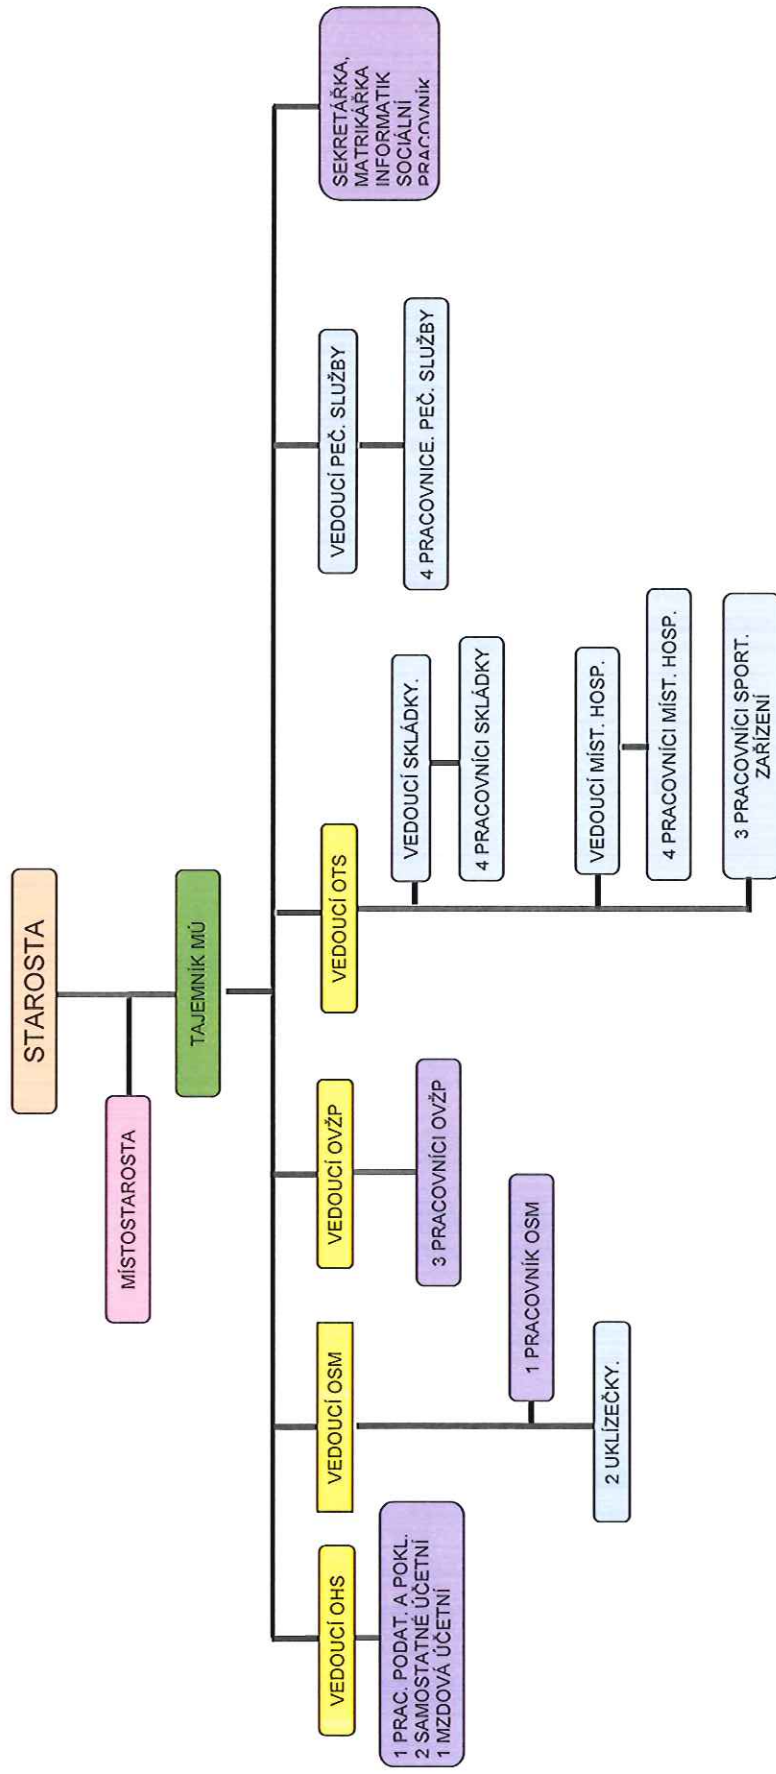 STAROSTA
MÍSTOSTAROSTA
TAJEMNÍK MÚ
VEDOUCÍ OHS
1 PRAC. PODAT. A POKL.
2 SAMOSTATNÉ ÚČETNÍ
1 MZDOVÁ ÚČETNÍ
VEDOUCÍ OSM
1 PRACOVNÍK OSM
2 UKLÍZEČKY.
VEDOUCÍ OVŽP
3 PRACOVNÍCI OVŽP
VEDOUCÍ OTS
VEDOUCÍ SKLÁDKY.
4 PRACOVNÍCI SKLÁDKY
VEDOUCÍ MÍST. HOSP.
4 PRACOVNÍCI MÍST. HOSP.
3 PRACOVNÍCI SPORT.
ZAŘÍZENÍ
VEDOUCÍ PEČ. SLUŽBY
4 PRACOVNICE. PEČ. SLUŽBY
SEKRETÁŘKA,
MATRIKÁŘKA
INFORMATIK
SOCIÁLNÍ
PRACOVNÍK